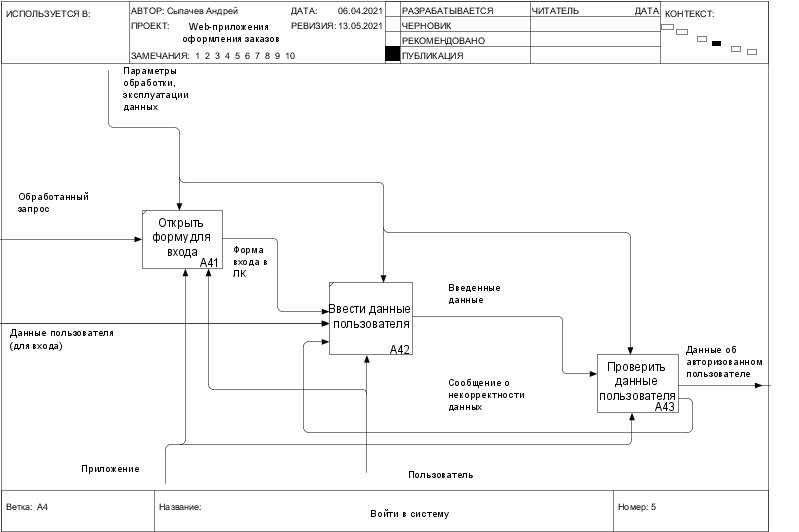 ИСПОЛЬЗУЕТСЯ В:
АВТОР: Сыпачев Андрей
ДАТА: 06.04.2021
ПРОЕКТ: Web-приложения
оформления заказов
РЕВИЗИЯ: 13.05.2021
ЗАМЕЧАНИЯ: 1 2 3 4 5 6 7 8 9 10
РАЗРАБАТЫВАЕТСЯ
ЧЕРНОВИК
РЕКОМЕНДОВАНО
ПУБЛИКАЦИЯ
ЧИТАТЕЛЬ
ДАТА
КОНТЕКСТ:
Параметры
обработки,
эксплуатации
данных
Обработанный
запрос
Открыть
форму для
входа
A41
Форма
входа в
ЛК
Данные пользователя
(для входа)
Ввести данные
пользователя
A42
Введенные
данные
Проверить
данные
пользователя
A43
Данные об
авторизованном
пользователе
Сообщение о
некорректности
данных
Приложение
Пользователь
Ветка: A4
Название:
Войти в систему
Номер: 5